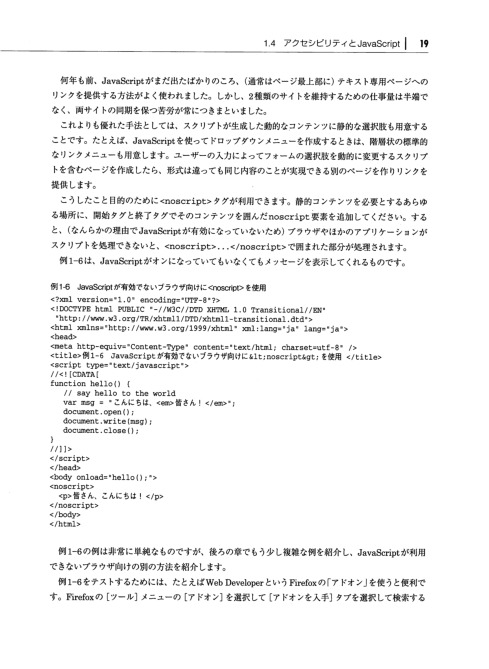 1.4　アクセシビリティとJavaScript | 19
何年も前、JavaScriptがまだ出たばかりのころ、(通常はページ最上部に) テキスト専用ページへの
リンクを提供する方法がよく使われました。しかし、2種類のサイトを維持するための仕事量は半端で
なく、両サイトの同期を保つ苦労が常につきまといました。
これよりも優れた手法としては、スクリプトが生成した動的なコンテンツに静的な選択肢も用意する
ことです。たとえば、JavaScriptを使ってドロップダウンメニューを作成するときは、階層状の標準的
なリンクメニューも用意します。ユーザーの入力によってフォームの選択肢を動的に変更するスクリプ
トを含むページを作成したら、形式は違っても同じ内容のことが実現できる別のページを作りリンクを
提供します。
こうしたこと目的のために<noscript>タグが利用できます。静的コンテンツを必要とするあらゆ
る場所に、開始タグと終了タグでそのコンテンツを囲んだnoscript要素を追加してください。する
と、(なんらかの理由でJavaScriptが有効になっていないため) ブラウザやほかのアプリケーションが
スクリプトを処理できないと、<noscript>...</noscript>で囲まれた部分が処理されます。
例1-6は、JavaScriptがオンになっていてもいなくてもメッセージを表示してくれるものです。
例1-6　JavaScriptが有効でないブラウザ向けに<noscript>を使用
<?xml version="1.0" encoding="UTF-8"?>
<!DOCTYPE html PUBLIC "-//W3C//DTD XHTML 1.0 Transitional//EN"
"http://www.w3.org/TR/xhtml1/DTD/xhtml1-transitional.dtd">
<html xmlns="http://www.w3.org/1999/xhtml" xml:lang="ja" lang="ja">
<head>
<meta http-equiv="Content-Type" content="text/html; charset=utf-8" />
<title>例1-6　JavaScriptが有効でないブラウザ向けに&lt;noscript&gt;を使用 </title>
<script type="text/javascript">
//<![CDATA[
function hello() {
// say hello to the world
var msg = "こんにちは、<em>皆さん！</em>";
document.open();
document.write(msg);
document.close();
}
//]]>
</script>
</head>
<body onload="hello();">
<noscript>
<p>皆さん、こんにちは！</p>
</noscript>
</body>
</html>
例1-6の例は非常に単純なものですが、後ろの章でもう少し複雑な例を紹介し、JavaScriptが利用
できないブラウザ向けの別の方法を紹介します。
例1-6をテストするためには、たとえばWeb DeveloperというFirefoxの「アドオン」を使うと便利で
す。Firefoxの [ツール] メニューの [アドオン] を選択して [アドオンを入手] タブを選択して検索する